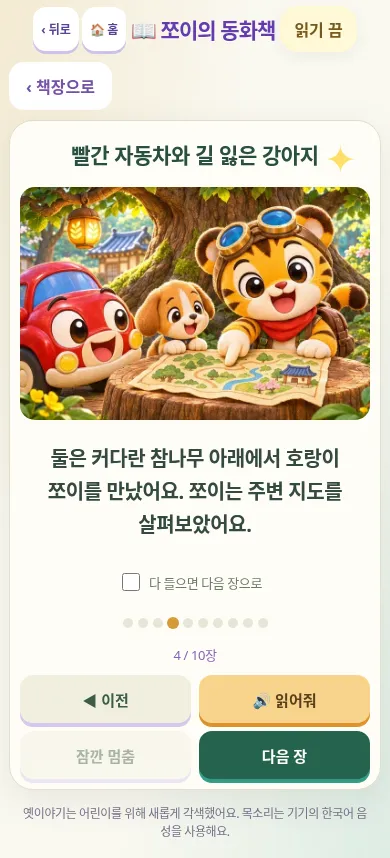 ‹ 뒤로
🏠 홈
📖 쪼이의 동화책
읽기 끔
‹ 책장으로
빨간 자동차와 길 잃은 강아지
둘은 커다란 참나무 아래에서 호랑이
쪼이를 만났어요. 쪼이는 주변 지도를
살펴보았어요.
다 들으면 다음 장으로
4 / 10장
◀ 이전
🔊 읽어줘
잠깐 멈춤
다음 장
옛이야기는 어린이를 위해 새롭게 각색했어요. 목소리는 기기의 한국어 음
성을 사용해요.